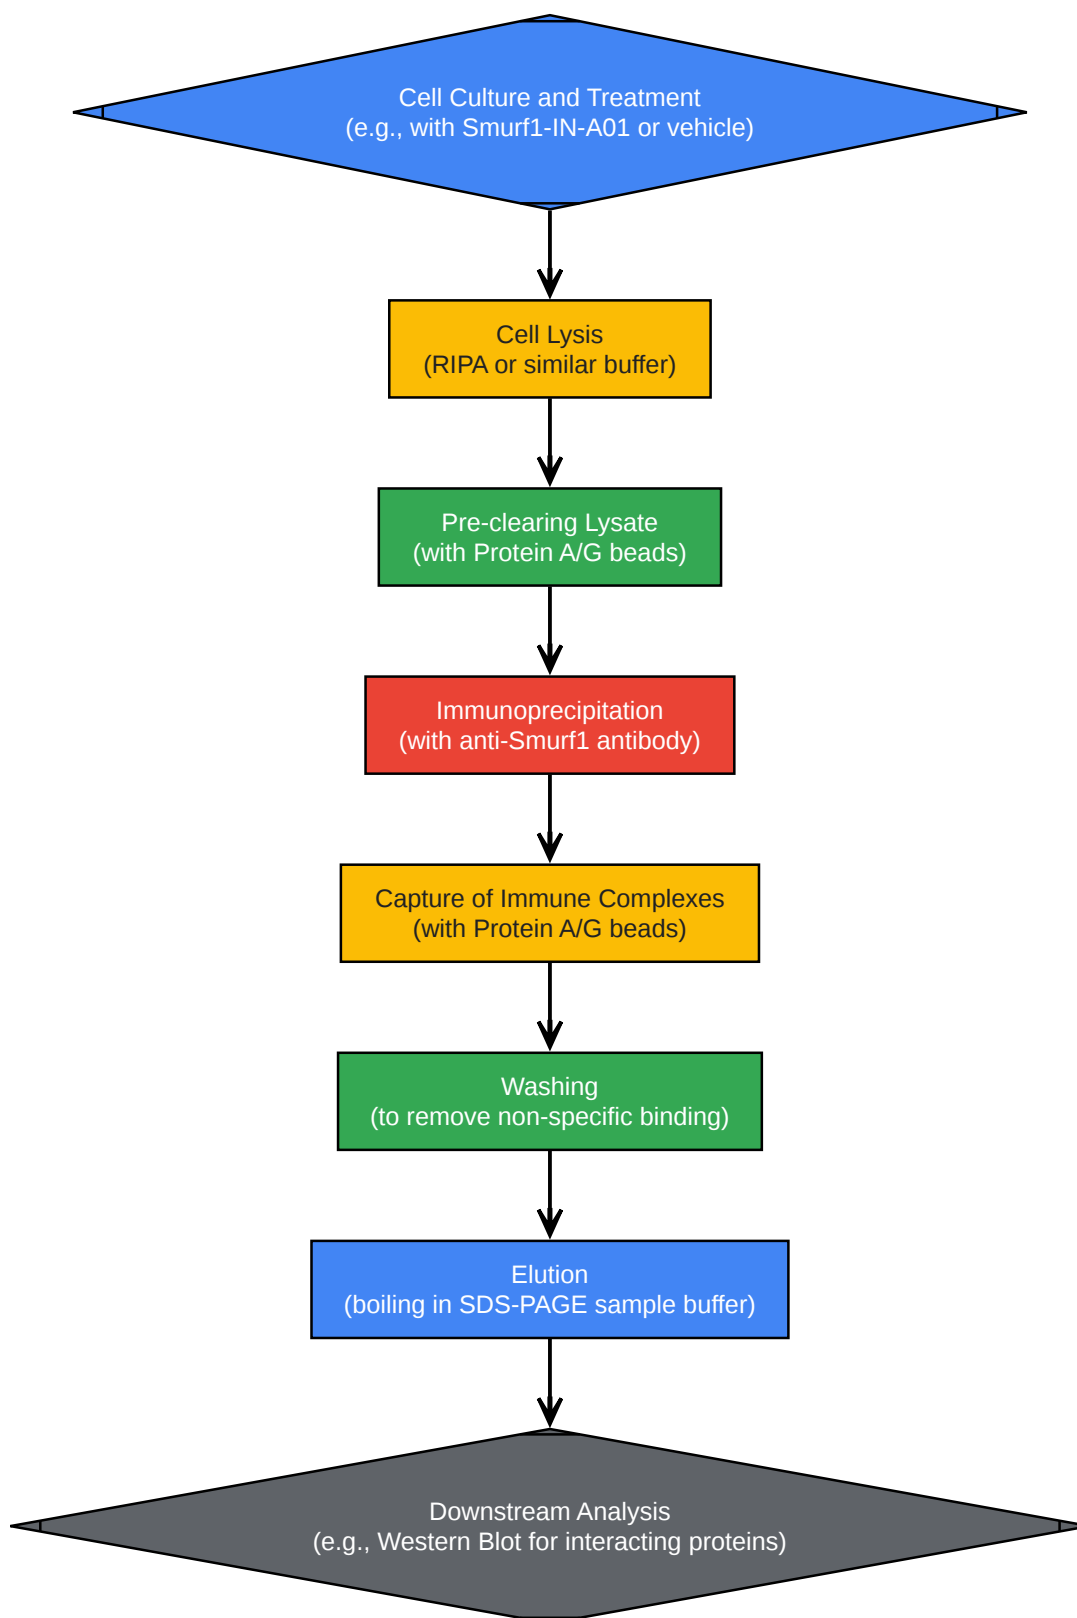 Cell Culture and Treatment
(e.g., with Smurf1-IN-A01 or vehicle)
Cell Lysis
(RIPA or similar buffer)
Pre-clearing Lysate
(with Protein A/G beads)
Immunoprecipitation
(with anti-Smurf1 antibody)
Capture of Immune Complexes
(with Protein A/G beads)
Washing
(to remove non-specific binding)
Elution
(boiling in SDS-PAGE sample buffer)
Downstream Analysis
(e.g., Western Blot for interacting proteins)